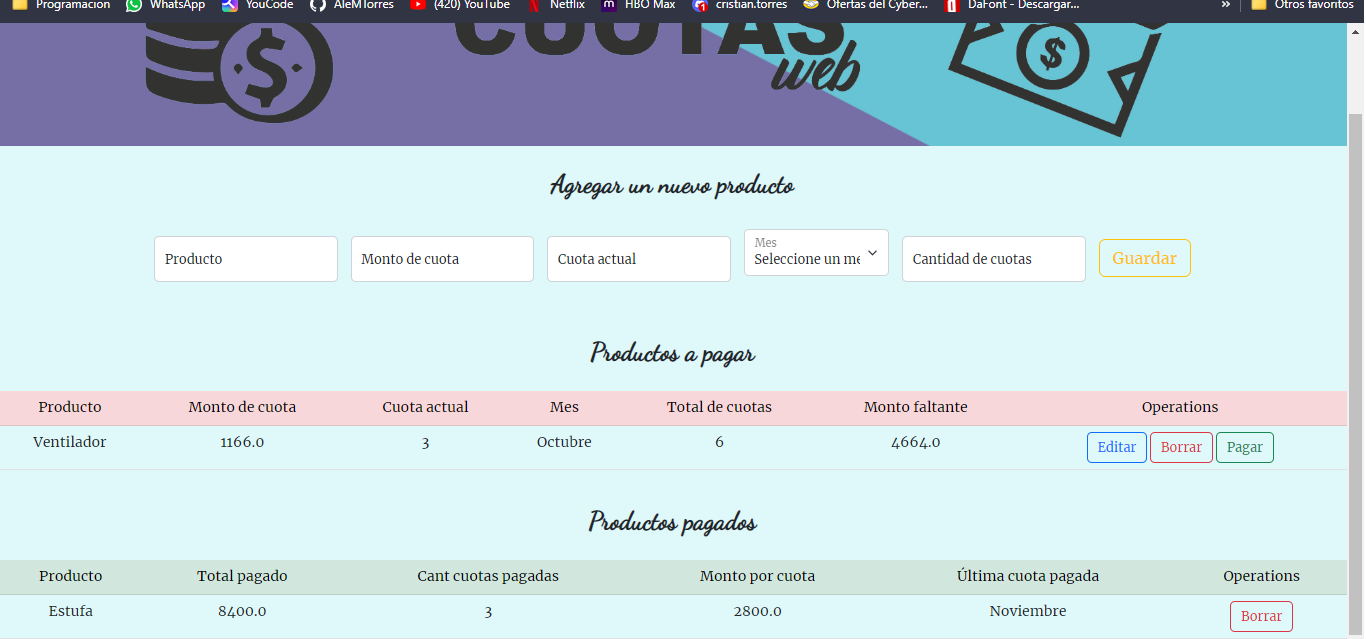 Programacion WhatsApp YouCode AleMTorres (420) YouTube Netflix HBO Max cristian.torres Ofertas del Cyber... DaFont - Descargar... » Otros favoritos
CUOTAS
web
Agregar un nuevo producto
Producto Monto de cuota Cuota actual Mes Seleccione un me Cantidad de cuotas Guardar
Productos a pagar
Producto Monto de cuota Cuota actual Mes Total de cuotas Monto faltante Operations
Ventilador 1166.0 3 Octubre 6 4664.0 Editar Borrar Pagar
Productos pagados
Producto Total pagado Cant cuotas pagadas Monto por cuota Última cuota pagada Operations
Estufa 8400.0 3 2800.0 Noviembre Borrar